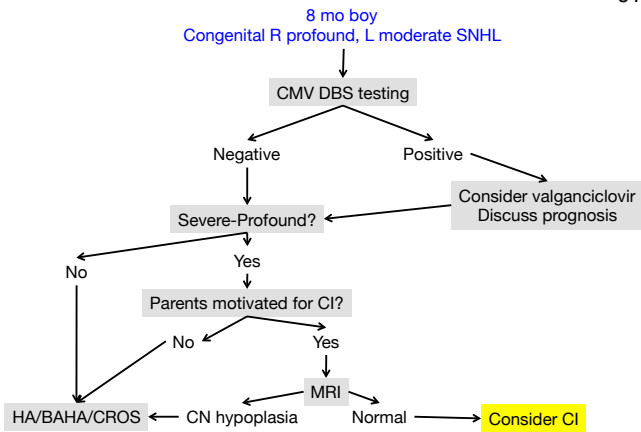 8 mo boy
Congenital R profound, L moderate SNHL
CMV DBS testing
Negative
Positive
Consider valganciclovir
Discuss prognosis
Severe-Profound?
No
Yes
Parents motivated for CI?
No
Yes
MRI
HA/BAHA/CROS
CN hypoplasia
Normal
Consider CI